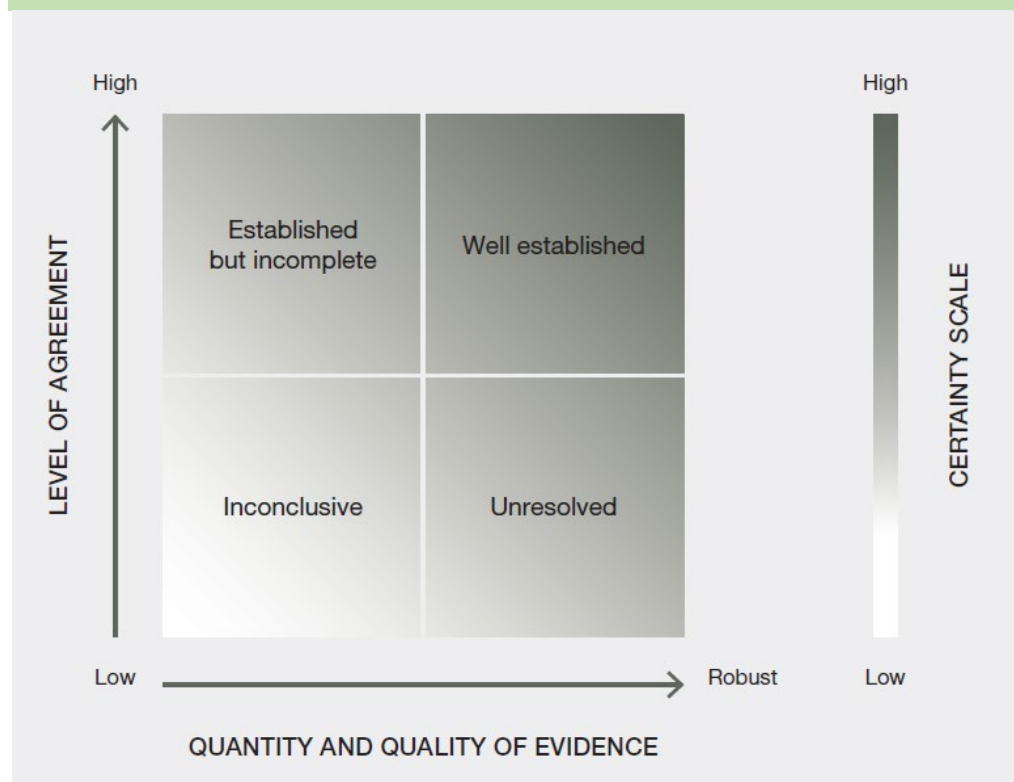 High
High
Established
but incomplete
Well established
LEVEL OF AGREEMENT
CERTAINTY SCALE
Inconclusive
Unresolved
Low
Robust
Low
QUANTITY AND QUALITY OF EVIDENCE